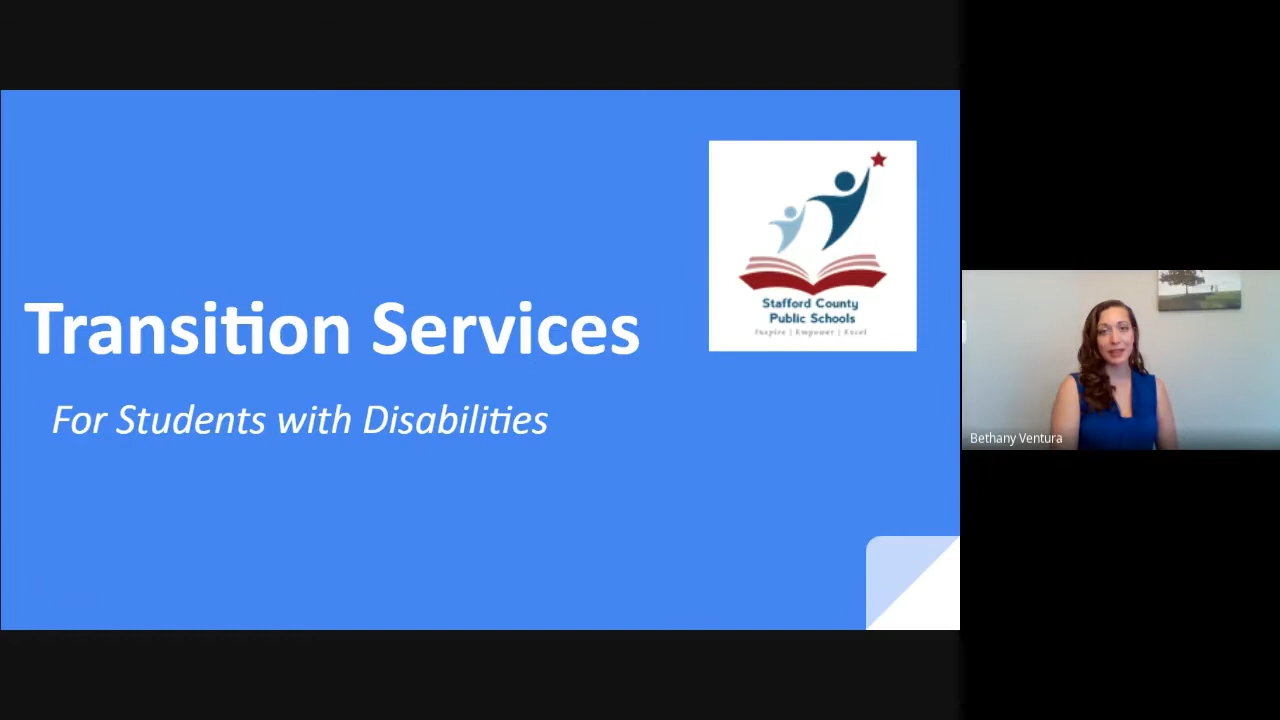 Transition Services
For Students with Disabilities
Stafford County
Public Schools
Inspire | Empower | Excel
Bethany Ventura